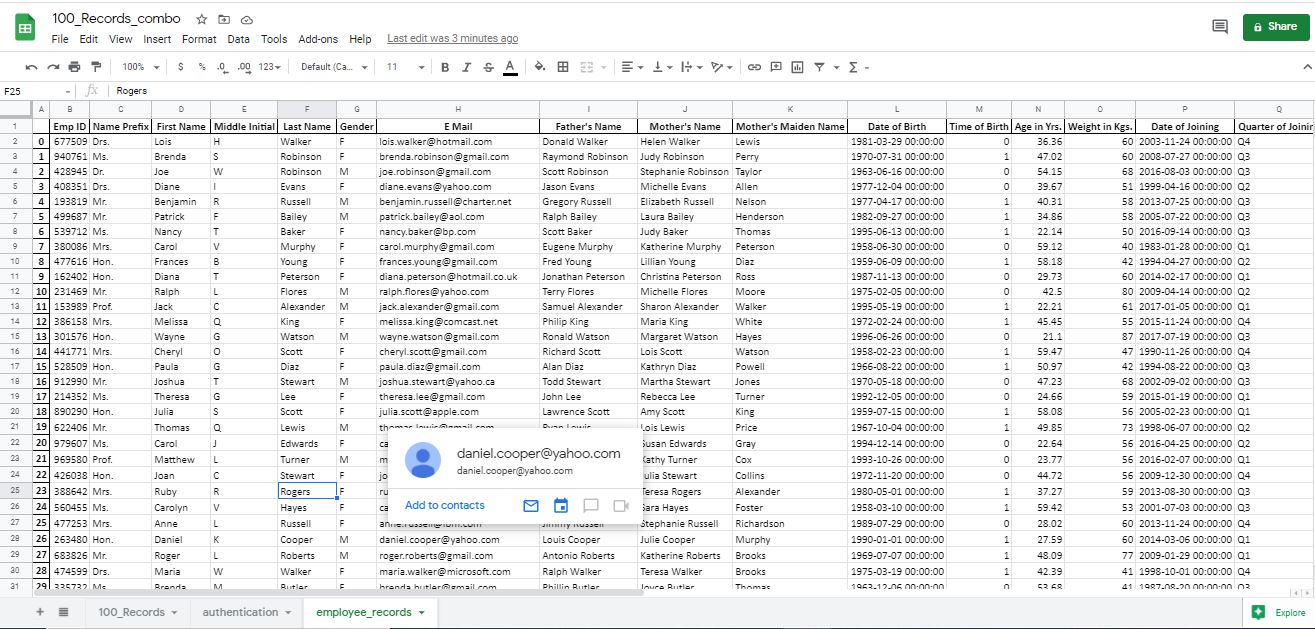 100_Records_combo
File Edit View Insert Format Data Tools Add-ons Help Last edit was 3 minutes ago
Share
100% $ % .0 .00 123 Default (Ca... 11 B I S A
F25 fx Rogers
A B C D E F G H I J K L M N O P Q
1 Emp ID Name Prefix First Name Middle Initial Last Name Gender E Mail Father's Name Mother's Name Mother's Maiden Name Date of Birth Time of Birth Age in Yrs. Weight in Kgs. Date of Joining Quarter of Joinin
2 0 677509 Drs. Lois H Walker F lois.walker@hotmail.com Donald Walker Helen Walker Lewis 1981-03-29 00:00:00 0 36.36 60 2003-11-24 00:00:00 Q4
3 1 940761 Ms. Brenda S Robinson F brenda.robinson@gmail.com Raymond Robinson Judy Robinson Perry 1970-07-31 00:00:00 1 47.02 60 2008-07-27 00:00:00 Q3
4 2 428945 Dr. Joe W Robinson M joe.robinson@gmail.com Scott Robinson Stephanie Robinson Taylor 1963-06-16 00:00:00 0 54.15 68 2016-08-03 00:00:00 Q3
5 3 408351 Drs. Diane I Evans F diane.evans@yahoo.com Jason Evans Michelle Evans Allen 1977-12-04 00:00:00 0 39.67 51 1999-04-16 00:00:00 Q2
6 4 193819 Mr. Benjamin R Russell M benjamin.russell@charter.net Gregory Russell Elizabeth Russell Nelson 1977-04-17 00:00:00 0 40.31 58 2013-07-25 00:00:00 Q3
7 5 499687 Mr. Patrick F Bailey M patrick.bailey@aol.com Ralph Bailey Laura Bailey Henderson 1982-09-27 00:00:00 0 34.86 58 2005-07-22 00:00:00 Q3
8 6 539712 Ms. Nancy T Baker F nancy.baker@bp.com Scott Baker Judy Baker Thomas 1995-06-13 00:00:00 0 22.14 50 2016-09-14 00:00:00 Q3
9 7 380086 Mrs. Carol V Murphy F carol.murphy@gmail.com Eugene Murphy Katherine Murphy Peterson 1958-06-30 00:00:00 0 59.12 40 1983-01-28 00:00:00 Q1
10 8 477616 Hon. Frances B Young F frances.young@gmail.com Fred Young Lillian Young Diaz 1959-06-09 00:00:00 1 58.18 42 1994-04-27 00:00:00 Q2
11 9 162402 Hon. Diana T Peterson F diana.peterson@hotmail.co.uk Jonathan Peterson Christina Peterson Ross 1987-11-13 00:00:00 0 29.73 60 2014-02-17 00:00:00 Q1
12 10 231469 Mr. Ralph L Flores M ralph.flores@yahoo.com Terry Flores Michelle Flores Moore 1975-02-05 00:00:00 0 42.5 80 2009-04-14 00:00:00 Q2
13 11 153989 Prof. Jack C Alexander M jack.alexander@gmail.com Samuel Alexander Sharon Alexander Walker 1995-05-19 00:00:00 1 22.21 61 2017-01-05 00:00:00 Q1
14 12 386158 Mrs. Melissa Q King F melissa.king@comcast.net Philip King Maria King White 1972-02-24 00:00:00 1 45.45 55 2015-11-24 00:00:00 Q4
15 13 301576 Hon. Wayne G Watson M wayne.watson@gmail.com Ronald Watson Margaret Watson Hayes 1996-06-26 00:00:00 0 21.1 87 2017-07-19 00:00:00 Q3
16 14 441771 Mrs. Cheryl O Scott F cheryl.scott@gmail.com Richard Scott Lois Scott Watson 1958-02-23 00:00:00 1 59.47 47 1990-11-26 00:00:00 Q4
17 15 528509 Hon. Paula G Diaz F paula.diaz@gmail.com Alan Diaz Kathryn Diaz Powell 1966-08-22 00:00:00 1 50.97 42 1994-08-22 00:00:00 Q3
18 16 912990 Mr. Joshua T Stewart M joshua.stewart@yahoo.ca Todd Stewart Martha Stewart Jones 1970-05-18 00:00:00 0 47.23 68 2002-09-02 00:00:00 Q3
19 17 214352 Ms. Theresa G Lee F theresa.lee@gmail.com John Lee Rebecca Lee Turner 1992-12-05 00:00:00 0 24.66 59 2015-01-19 00:00:00 Q1
20 18 890290 Hon. Julia S Scott F julia.scott@apple.com Lawrence Scott Amy Scott King 1959-07-15 00:00:00 1 58.08 56 2005-02-23 00:00:00 Q1
21 19 622406 Mr. Thomas Q Lewis M thomas.lewis@gmail.com Ryan Lewis Lois Lewis Price 1967-10-04 00:00:00 1 49.85 73 1998-06-07 00:00:00 Q2
22 20 979607 Ms. Carol J Edwards F ca Susan Edwards Gray 1994-12-14 00:00:00 0 22.64 56 2016-04-25 00:00:00 Q2
23 21 969580 Prof. Matthew L Turner M m Kathy Turner Cox 1993-10-26 00:00:00 0 23.77 56 2016-02-07 00:00:00 Q1
24 22 426038 Hon. Joan C Stewart F jo Julia Stewart Collins 1972-11-20 00:00:00 0 44.72 56 2009-12-30 00:00:00 Q4
25 23 388642 Mrs. Ruby R Rogers F ru Teresa Rogers Alexander 1980-05-01 00:00:00 1 37.27 59 2013-08-30 00:00:00 Q3
26 24 560455 Ms. Carolyn V Hayes F ca Sara Hayes Foster 1958-03-10 00:00:00 1 59.42 53 2001-07-03 00:00:00 Q3
27 25 477253 Mrs. Anne L Russell F anne.russell@ibm.com Jimmy Russell Stephanie Russell Richardson 1989-07-29 00:00:00 0 28.02 60 2013-11-24 00:00:00 Q4
28 26 263480 Hon. Daniel K Cooper M daniel.cooper@yahoo.com Louis Cooper Julie Cooper Murphy 1990-01-01 00:00:00 1 27.59 60 2014-03-06 00:00:00 Q1
29 27 683826 Mr. Roger L Roberts M roger.roberts@gmail.com Antonio Roberts Katherine Roberts Brooks 1969-07-07 00:00:00 1 48.09 77 2009-01-29 00:00:00 Q1
30 28 474599 Drs. Maria W Walker F maria.walker@microsoft.com Ralph Walker Teresa Walker Brooks 1975-03-19 00:00:00 1 42.39 41 1998-10-01 00:00:00 Q4
31 29 335732 Ms. Brenda M Butler F brenda.butler@gmail.com Phillip Butler Joyce Butler Thomas 1963-12-06 00:00:00 0 53.68 41 1987-08-20 00:00:00 Q3
daniel.cooper@yahoo.com
daniel.cooper@yahoo.com
Add to contacts
100_Records authentication employee_records
Explore